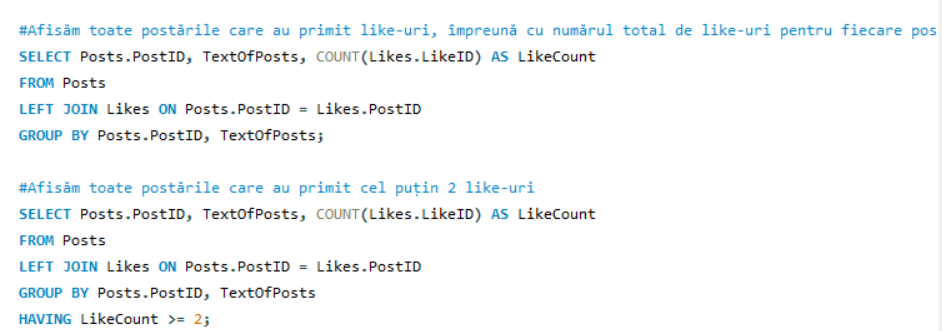 #Afisăm toate postările care au primit like-uri, împreună cu numărul total de like-uri pentru fiecare pos
SELECT Posts.PostID, TextOfPosts, COUNT(Likes.LikeID) AS LikeCount
FROM Posts
LEFT JOIN Likes ON Posts.PostID = Likes.PostID
GROUP BY Posts.PostID, TextOfPosts;
#Afisăm toate postările care au primit cel puțin 2 like-uri
SELECT Posts.PostID, TextOfPosts, COUNT(Likes.LikeID) AS LikeCount
FROM Posts
LEFT JOIN Likes ON Posts.PostID = Likes.PostID
GROUP BY Posts.PostID, TextOfPosts
HAVING LikeCount >= 2;